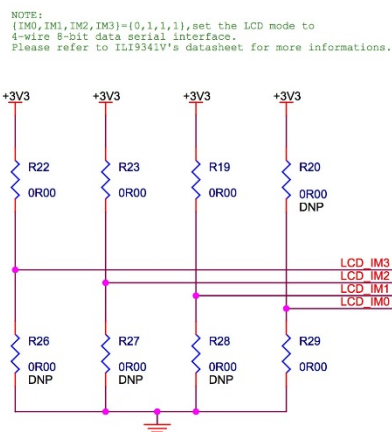 NOTE:
{IM0,IM1,IM2,IM3}={0,1,1,1},set the LCD mode to
4-wire 8-bit data serial interface.
Please refer to ILI9341V's datasheet for more informations.
+3V3 +3V3 +3V3 +3V3
R22 R23 R19 R20
0R00 0R00 0R00 0R00
DNP
LCD_IM3
LCD_IM2
LCD_IM1
LCD_IM0
R26 R27 R28 R29
0R00 0R00 0R00 0R00
DNP DNP DNP